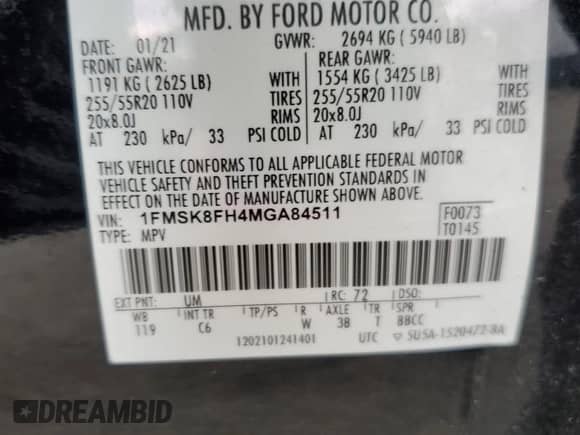 MFD. BY FORD MOTOR CO.
DATE: 01/21 GVWR: 2694 KG ( 5940 LB)
FRONT GAWR: REAR GAWR:
1191 KG ( 2625 LB) WITH 1554 KG ( 3425 LB) WITH
255/55R20 110V TIRES 255/55R20 110V TIRES
20x8.0J RIMS 20x8.0J RIMS
AT 230 kPa/ 33 PSI COLD AT 230 kPa/ 33 PSI COLD
THIS VEHICLE CONFORMS TO ALL APPLICABLE FEDERAL MOTOR
VEHICLE SAFETY AND THEFT PREVENTION STANDARDS IN
EFFECT ON THE DATE OF MANUFACTURE SHOWN ABOVE.
VIN: 1FMSK8FH4MGA84511 F0073
TYPE: MPV T0145
EXT PNT: UM RC: 72 DSO:
WB INT TR TP/PS R AXLE TR SPR
119 C6 W 38 T BBCC
1202101241401 UTC ▽ SU5A-1520472-BA
DREAMBID